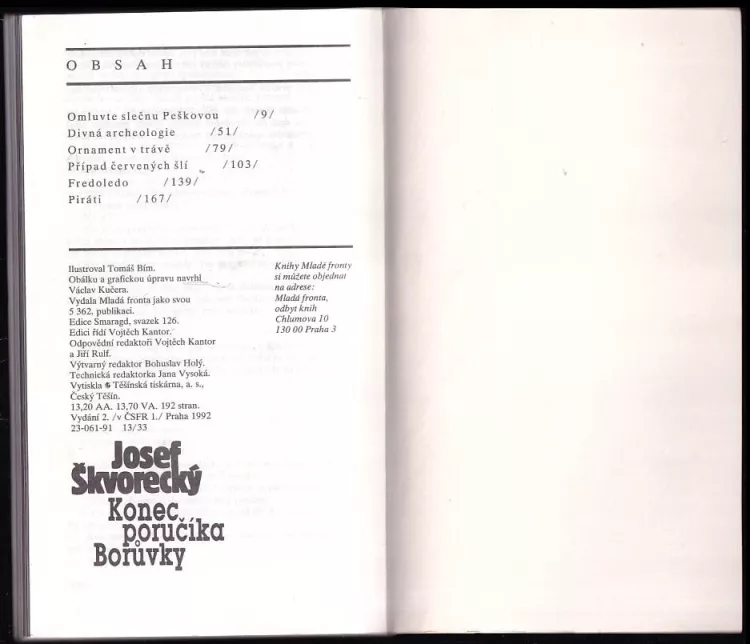 OBSAH
Omluvte slečnu Peškovou /9/
Divná archeologie /51/
Ornament v trávě /79/
Případ červených šlí /103/
Fredoledo /139/
Piráti /167/
Ilustroval Tomáš Bím.
Obálku a grafickou úpravu navrhl
Václav Kučera.
Vydala Mladá fronta jako svou
5 362. publikaci.
Edice Smaragd, svazek 126.
Edici řídí Vojtěch Kantor.
Odpovědní redaktoři Vojtěch Kantor
a Jiří Rulf.
Výtvarný redaktor Bohuslav Holý.
Technická redaktorka Jana Vysoká.
Vytiskla Těšínská tiskárna, a. s.,
Český Těšín.
13,20 AA. 13,70 VA. 192 stran.
Vydání 2. /v ČSFR 1./ Praha 1992
23-061-91 13/33
Knihy Mladé fronty
si můžete objednat
na adrese:
Mladá fronta,
odbyt knih
Chlumova 10
130 00 Praha 3
Josef
Škvorecký
Konec
poručíka
Borůvky